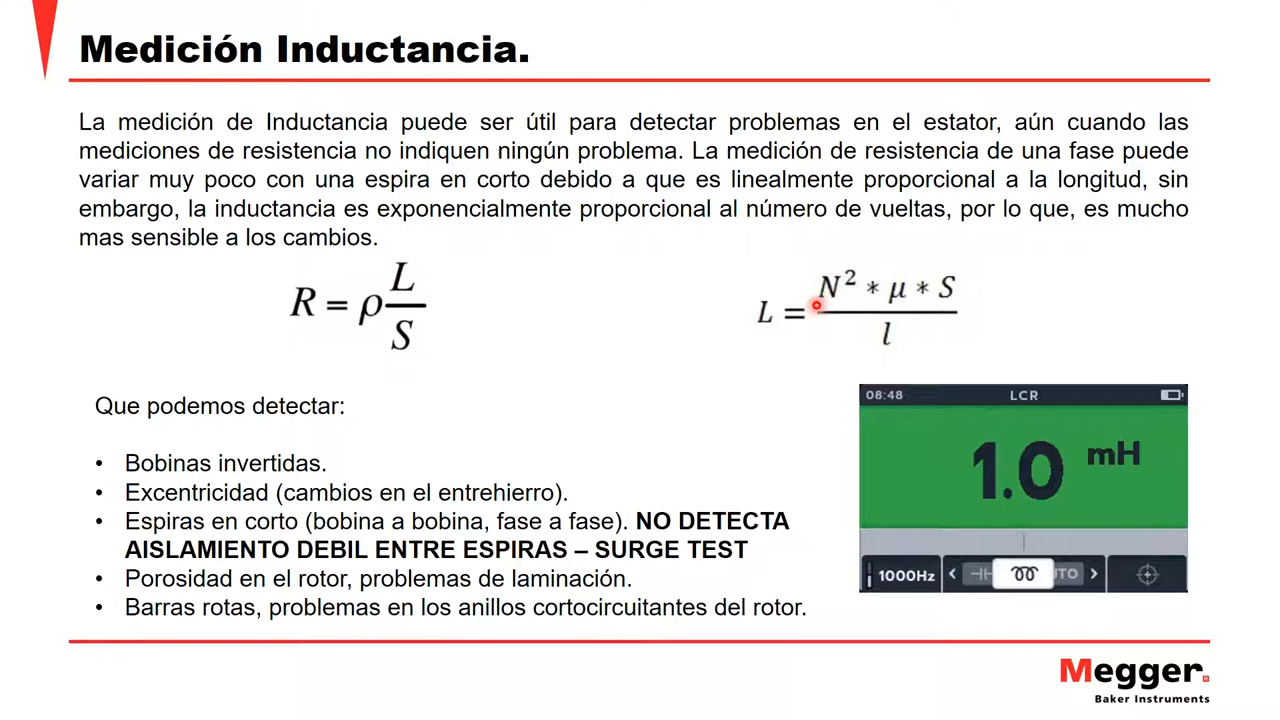 Medición Inductancia.
La medición de Inductancia puede ser útil para detectar problemas en el estator, aún cuando las
mediciones de resistencia no indiquen ningún problema. La medición de resistencia de una fase puede
variar muy poco con una espira en corto debido a que es linealmente proporcional a la longitud, sin
embargo, la inductancia es exponencialmente proporcional al número de vueltas, por lo que, es mucho
mas sensible a los cambios.
R = ρ L / S
L = N² * μ * S / l
Que podemos detectar:
• Bobinas invertidas.
• Excentricidad (cambios en el entrehierro).
• Espiras en corto (bobina a bobina, fase a fase). NO DETECTA
AISLAMIENTO DEBIL ENTRE ESPIRAS – SURGE TEST
• Porosidad en el rotor, problemas de laminación.
• Barras rotas, problemas en los anillos cortocircuitantes del rotor.
08:48 LCR
1.0 mH
1000Hz < UTO >
Megger.
Baker Instruments